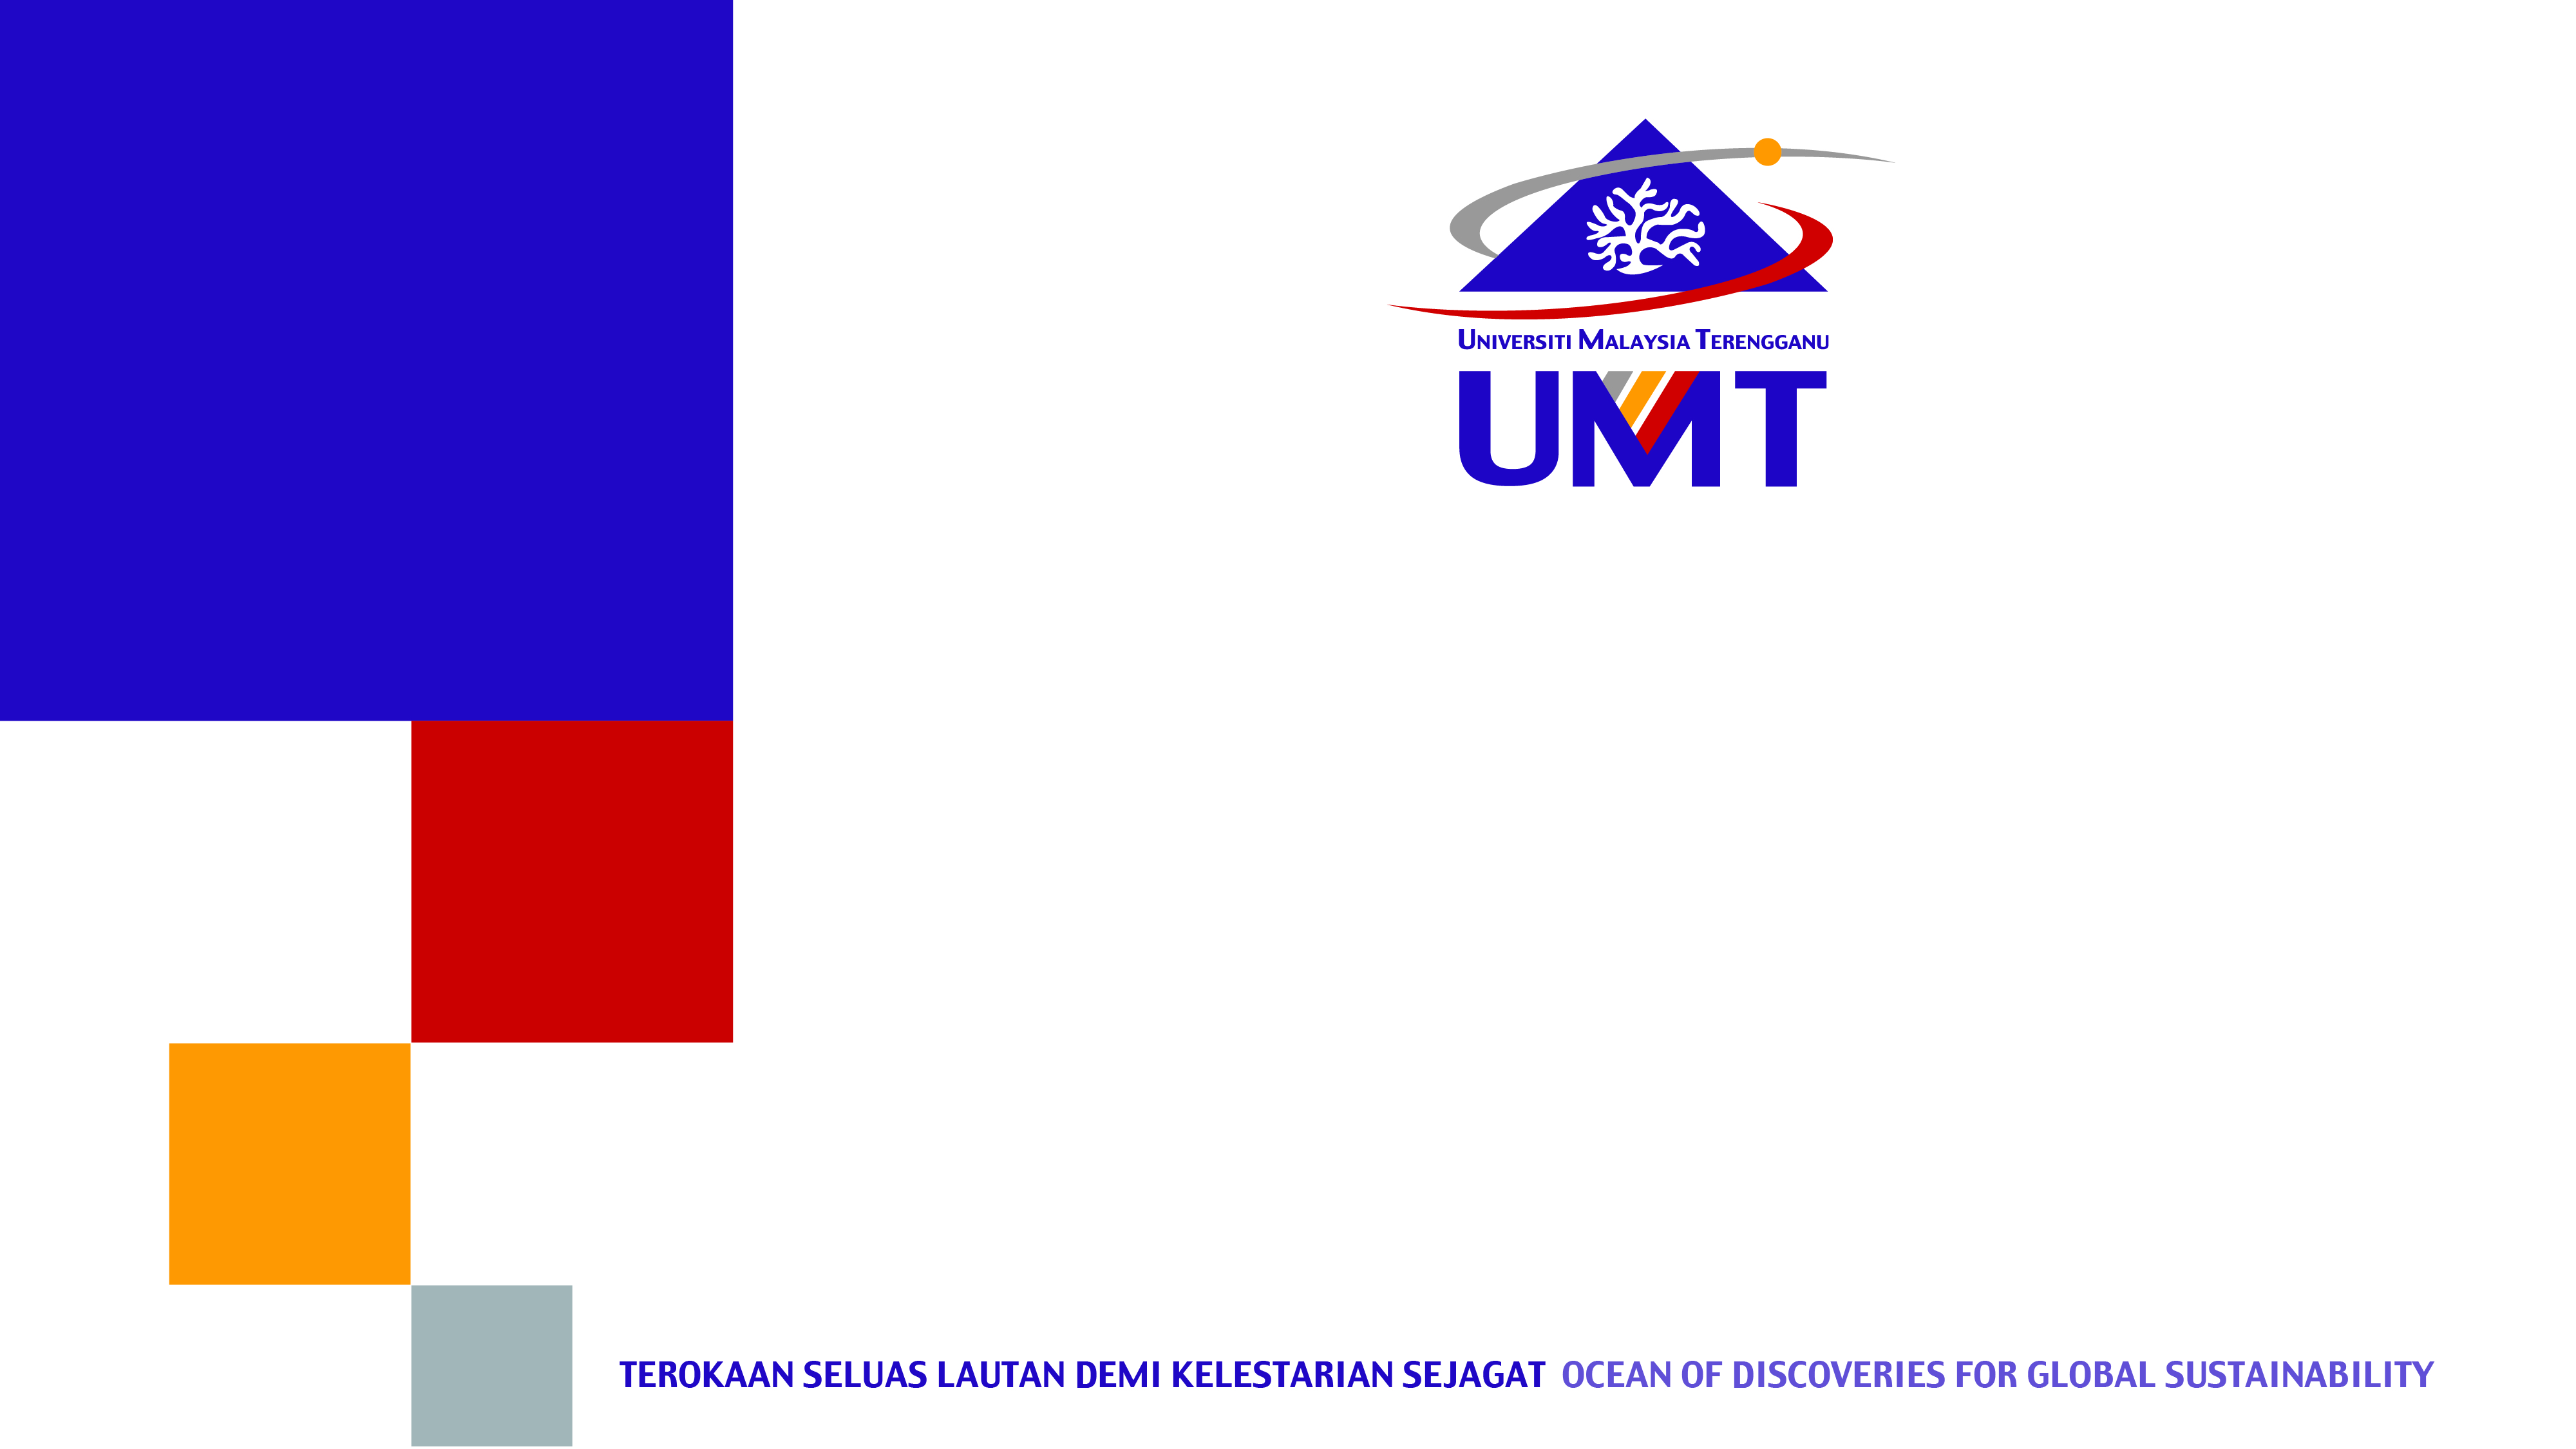 UNIVERSITI MALAYSIA TERENGGANU
UMT
TEROKAAN SELUAS LAUTAN DEMI KELESTARIAN SEJAGAT OCEAN OF DISCOVERIES FOR GLOBAL SUSTAINABILITY